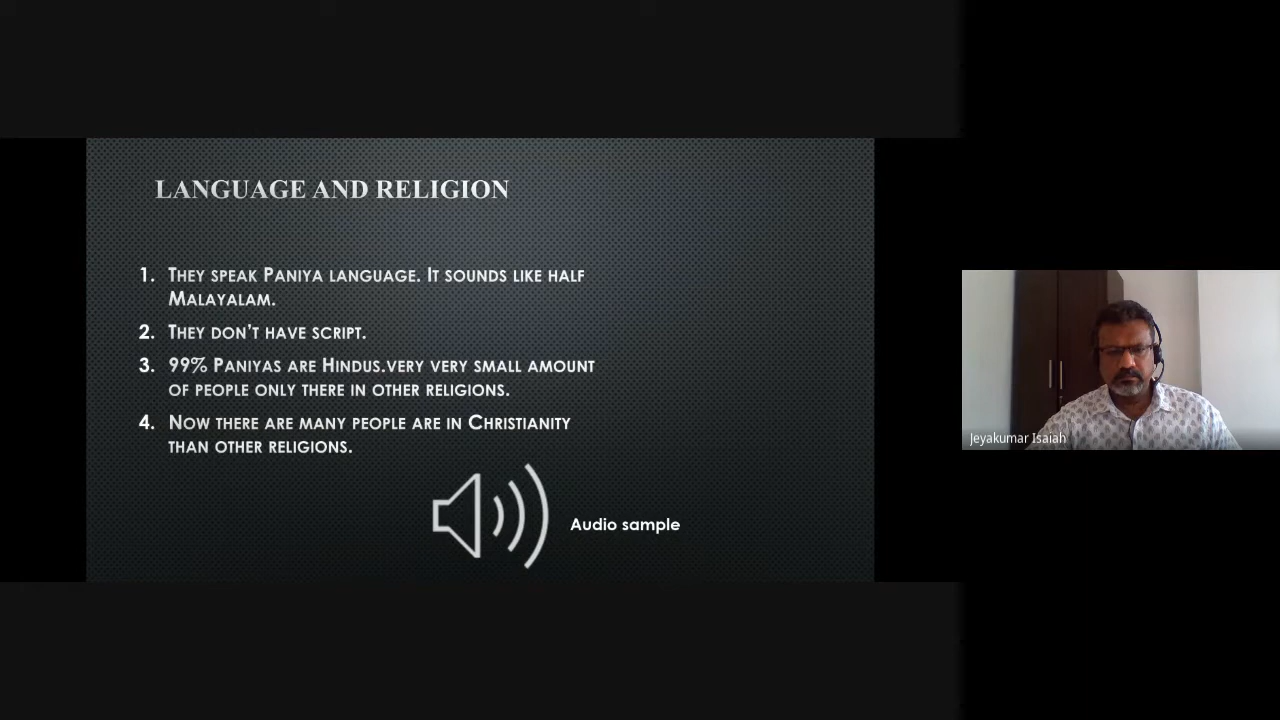 LANGUAGE AND RELIGION
1. THEY SPEAK PANIYA LANGUAGE. IT SOUNDS LIKE HALF
MALAYALAM.
2. THEY DON'T HAVE SCRIPT.
3. 99% PANIYAS ARE HINDUS.VERY VERY SMALL AMOUNT
OF PEOPLE ONLY THERE IN OTHER RELIGIONS.
4. NOW THERE ARE MANY PEOPLE ARE IN CHRISTIANITY
THAN OTHER RELIGIONS.
Audio sample
Jeyakumar Isaiah